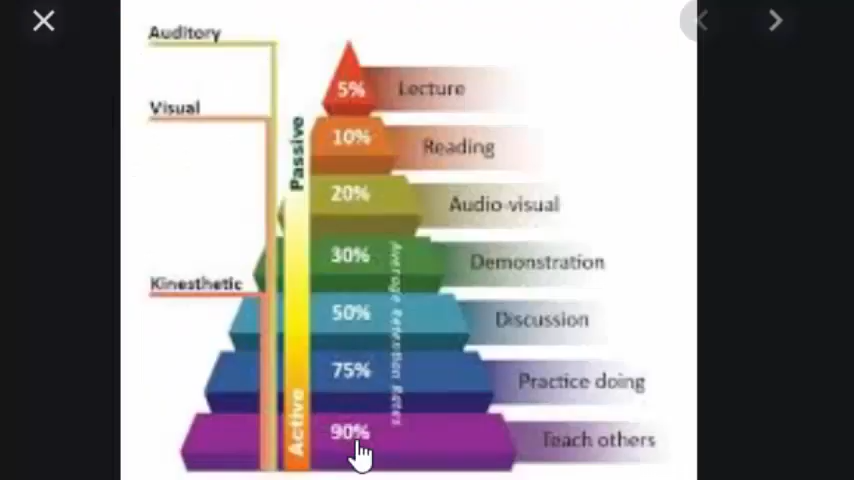 Auditory
5%
Lecture
Visual
10%
Reading
Passive
20%
Audio-visual
30%
Demonstration
Average Retention Rates
Kinesthetic
50%
Discussion
75%
Practice doing
Active
90%
Teach others